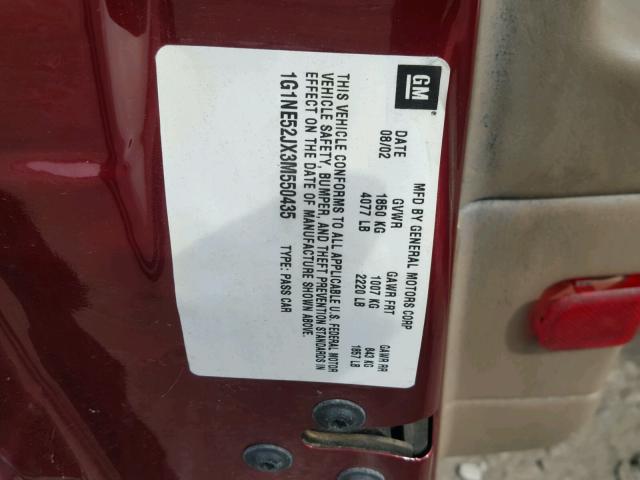 GM
MFD BY GENERAL MOTORS CORP
DATE GVWR GAWR FRT GAWR RR
08/02 1850 KG 1007 KG 843 KG
4077 LB 2220 LB 1857 LB
THIS VEHICLE CONFORMS TO ALL APPLICABLE U.S. FEDERAL MOTOR
VEHICLE SAFETY, BUMPER, AND THEFT PREVENTION STANDARDS IN
EFFECT ON THE DATE OF MANUFACTURE SHOWN ABOVE.
1G1NE52JX3M550435 TYPE: PASS CAR